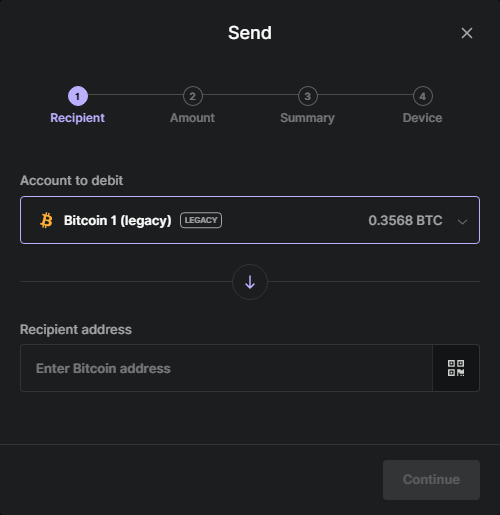 Send
1 2 3 4
Recipient Amount Summary Device
Account to debit
Bitcoin 1 (legacy) LEGACY 0.3568 BTC
Recipient address
Enter Bitcoin address
Continue